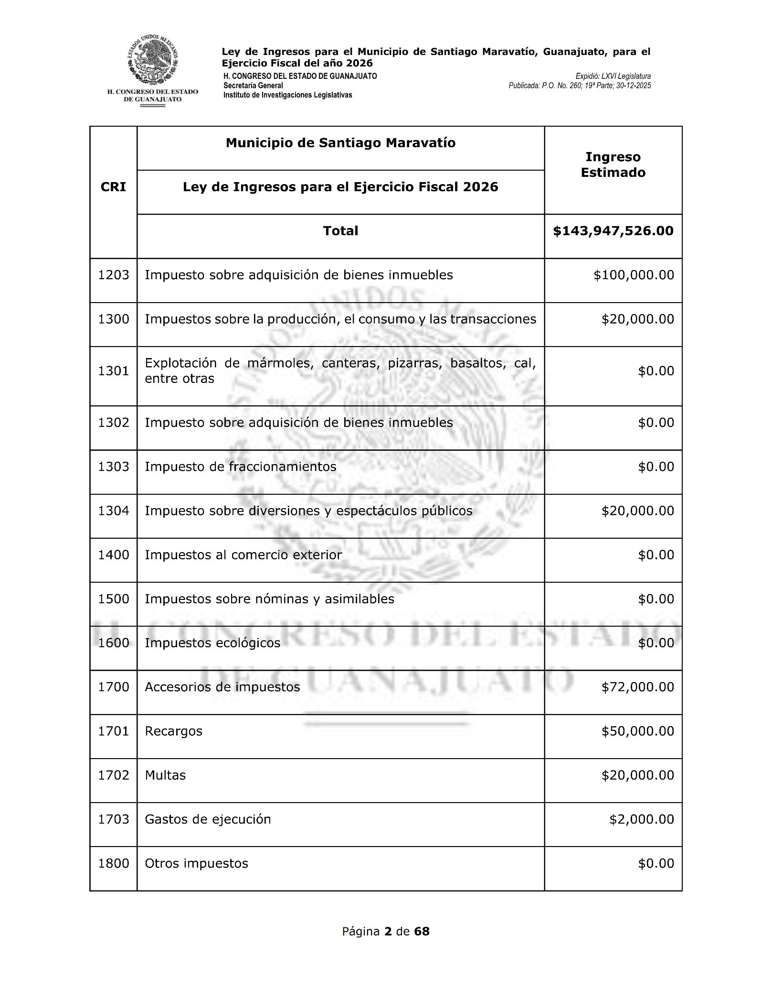 ESTADOS UNIDOS MEXICANOS
H. CONGRESO DEL ESTADO
DE GUANAJUATO
Ley de Ingresos para el Municipio de Santiago Maravatío, Guanajuato, para el
Ejercicio Fiscal del año 2026
H. CONGRESO DEL ESTADO DE GUANAJUATO
Secretaría General
Instituto de Investigaciones Legislativas
Expidió: LXVI Legislatura
Publicada: P.O. No. 260; 19ª Parte; 30-12-2025
CRI
Municipio de Santiago Maravatío
Ley de Ingresos para el Ejercicio Fiscal 2026
Ingreso
Estimado
Total $143,947,526.00
1203 Impuesto sobre adquisición de bienes inmuebles $100,000.00
1300 Impuestos sobre la producción, el consumo y las transacciones $20,000.00
1301 Explotación de mármoles, canteras, pizarras, basaltos, cal,
entre otras $0.00
1302 Impuesto sobre adquisición de bienes inmuebles $0.00
1303 Impuesto de fraccionamientos $0.00
1304 Impuesto sobre diversiones y espectáculos públicos $20,000.00
1400 Impuestos al comercio exterior $0.00
1500 Impuestos sobre nóminas y asimilables $0.00
1600 Impuestos ecológicos $0.00
1700 Accesorios de impuestos $72,000.00
1701 Recargos $50,000.00
1702 Multas $20,000.00
1703 Gastos de ejecución $2,000.00
1800 Otros impuestos $0.00
ESTADOS UNIDOS MEXICANOS
H. CONGRESO DEL ESTADO
DE GUANAJUATO
Página 2 de 68